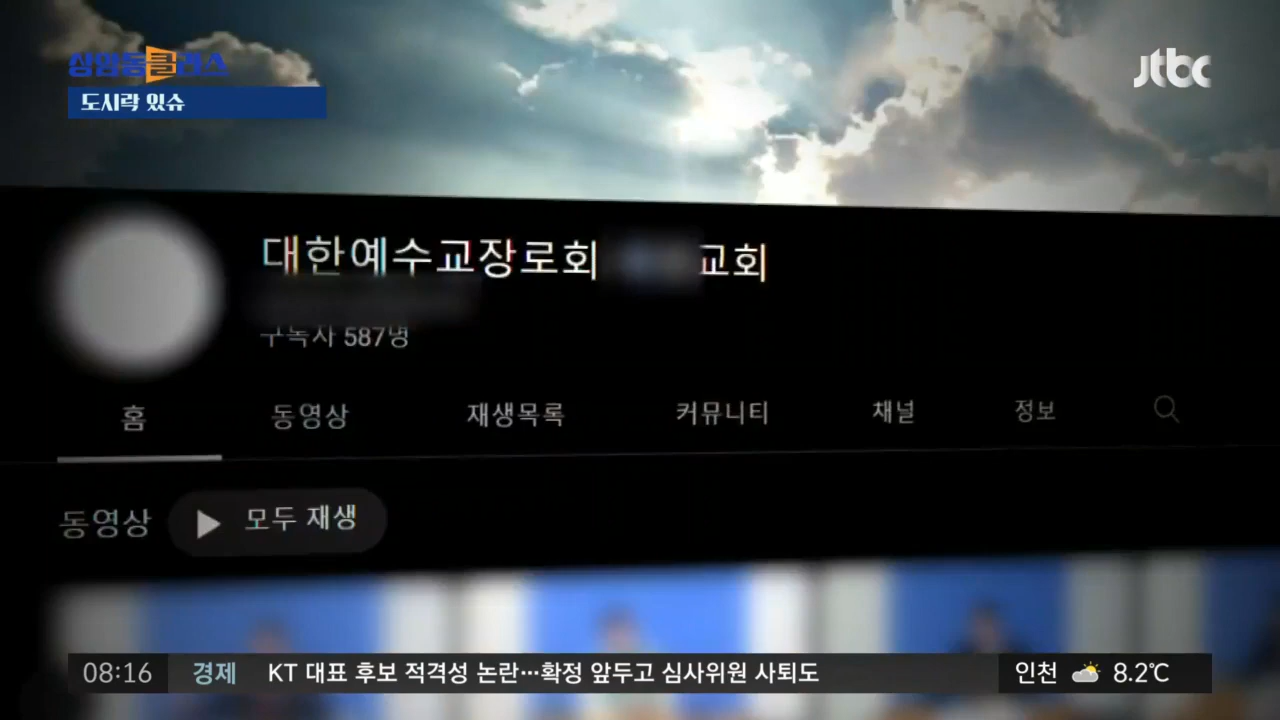 상암동클라스
jtbc
도시락 있슈
대한예수교장로회 교회
구독자 587명
홈 동영상 재생목록 커뮤니티 채널 정보
동영상 모두 재생
08:16 경제 KT 대표 후보 적격성 논란…확정 앞두고 심사위원 사퇴도 인천 8.2℃